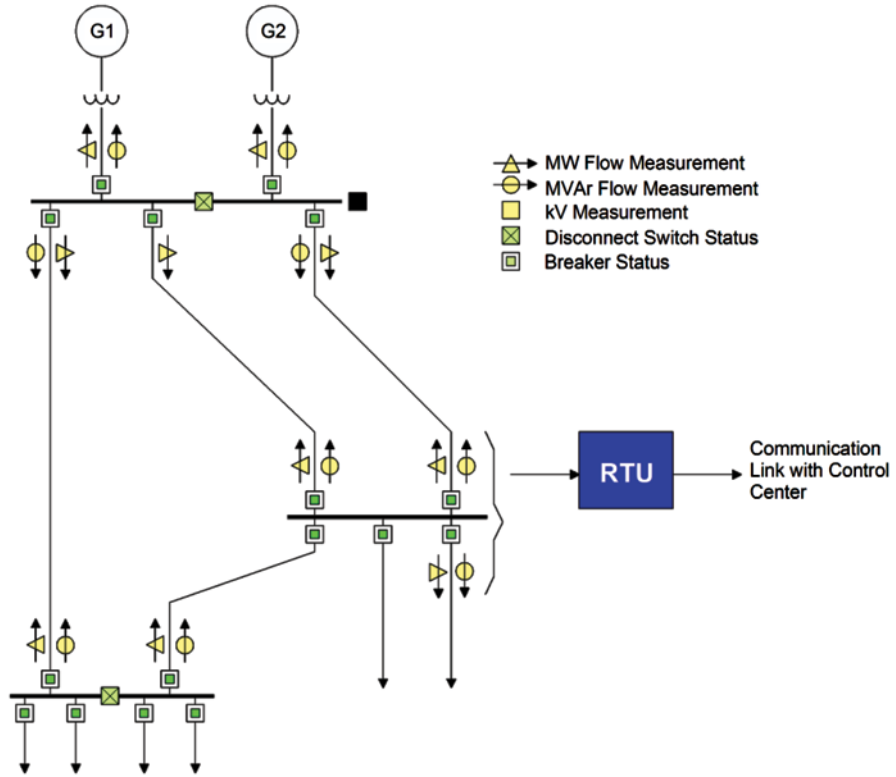 G1
G2
MW Flow Measurement
MVAr Flow Measurement
kV Measurement
Disconnect Switch Status
Breaker Status
RTU
Communication
Link with Control
Center